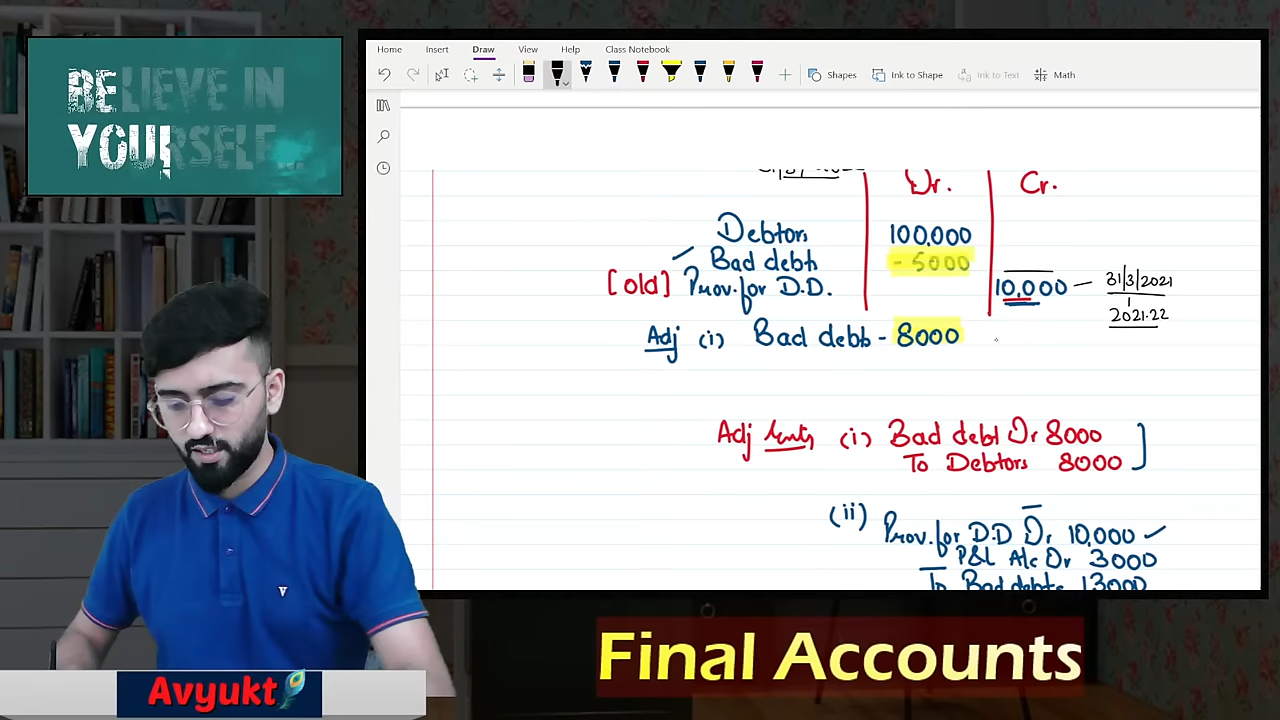 BELIEVE IN
YOURSELF...
Home Insert Draw View Help Class Notebook
Shapes Ink to Shape Ink to Text Math
Dr. Cr.
Debtors 100,000
Bad debts - 5000
[old] Prov. for D.D. 10,000 - 31/3/2021
2021-22
Adj (i) Bad debts - 8000
Adj Entry (i) Bad debt Dr 8000
To Debtors 8000
(ii) Prov. for D.D Dr 10,000
P&L A/c Dr 3000
To Bad debts 13000
Final Accounts
Avyukt